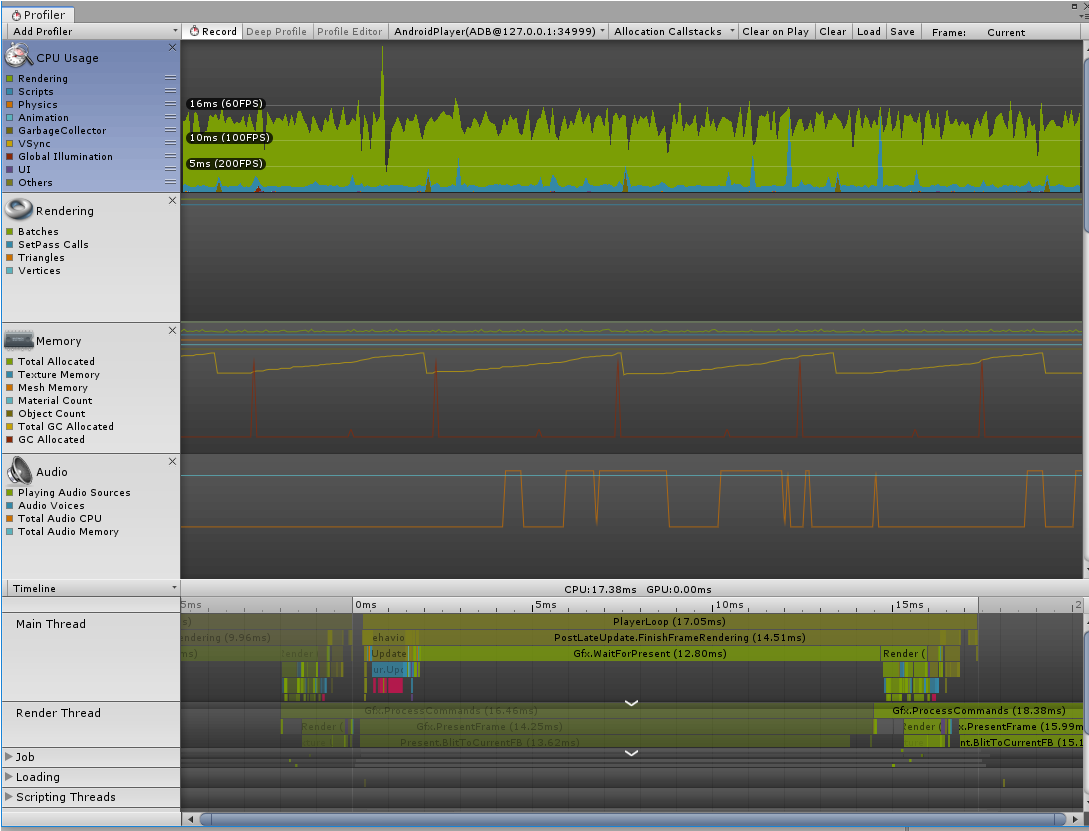 Profiler
Add Profiler Record Deep Profile Profile Editor AndroidPlayer(ADB@127.0.0.1:34999) Allocation Callstacks Clear on Play Clear Load Save Frame: Current
CPU Usage
Rendering
Scripts
Physics
Animation
GarbageCollector
VSync
Global Illumination
UI
Others
16ms (60FPS)
10ms (100FPS)
5ms (200FPS)
Rendering
Batches
SetPass Calls
Triangles
Vertices
Memory
Total Allocated
Texture Memory
Mesh Memory
Material Count
Object Count
Total GC Allocated
GC Allocated
Audio
Playing Audio Sources
Audio Voices
Total Audio CPU
Total Audio Memory
Timeline CPU:17.38ms GPU:0.00ms
5ms 0ms 5ms 10ms 15ms 2
Main Thread
s) PlayerLoop (17.05ms)
ndering (9.96ms) ehavio PostLateUpdate.FinishFrameRendering (14.51ms)
ms) Render ( Update Gfx.WaitForPresent (12.80ms) Render (
ur.Upd
Render Thread
Gfx.ProcessCommands (16.46ms) Gfx.ProcessCommands (18.38ms)
Render ( Gfx.PresentFrame (14.25ms) Render ( x.PresentFrame (15.99m
Present.BlitToCurrentFB (13.62ms) nt.BlitToCurrentFB (15.1
Job
Loading
Scripting Threads